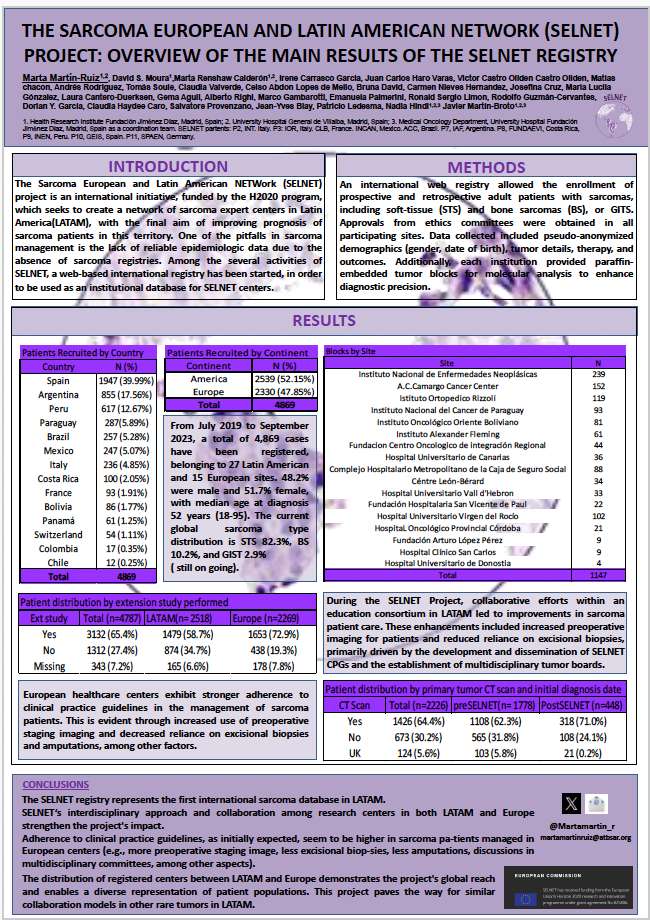 THE SARCOMA EUROPEAN AND LATIN AMERICAN NETWORK (SELNET)
PROJECT: OVERVIEW OF THE MAIN RESULTS OF THE SELNET REGISTRY
Marta Martín-Ruiz1,2, David S. Moura1,Marta Renshaw Calderón1,2, Irene Carrasco Garcia, Juan Carlos Haro Varas, Victor Castro Oliden Castro Oliden, Matias
chacon, Andrés Rodriguez, Tomás Soule, Claudia Valverde, Celso Abdon Lopes de Mello, Bruna David, Carmen Nieves Hernandez, Josefina Cruz, Maria Lucila
González, Laura Cantero-Duerksen, Gema Aguil, Alberto Righi, Marco Gambarotti, Emanuela Palmerini, Ronald Sergio Limon, Rodolfo Guzmán-Cervantes,
Dorian Y. Garcia, Claudia Haydee Caro, Salvatore Provenzano, Jean-Yves Blay, Patricio Ledesma, Nadia Hindi1,2,3 Javier Martin-Broto1,2,3
1. Health Research Institute Fundación Jiménez Díaz, Madrid, Spain; 2. University Hospital General de Villalba, Madrid, Spain; 3. Medical Oncology Department, University Hospital Fundación
Jiménez Díaz, Madrid, Spain as a coordination team. SELNET partents: P2, INT. Italy. P3: IOR, Italy. CLB, France. INCAN, Mexico. ACC, Brazil. P7, IAF, Argentina. P8, FUNDAEVI, Costa Rica,
P9, INEN, Peru. P10, GEIS, Spain. P11, SPAEN, Germany.
SELNET
INTRODUCTION
The Sarcoma European and Latin American NETWork (SELNET)
project is an international initiative, funded by the H2020 program,
which seeks to create a network of sarcoma expert centers in Latin
America(LATAM), with the final aim of improving prognosis of
sarcoma patients in this territory. One of the pitfalls in sarcoma
management is the lack of reliable epidemiologic data due to the
absence of sarcoma registries. Among the several activities of
SELNET, a web-based international registry has been started, in order
to be used as an institutional database for SELNET centers.
METHODS
An international web registry allowed the enrollment of
prospective and retrospective adult patients with sarcomas,
including soft-tissue (STS) and bone sarcomas (BS), or GITS.
Approvals from ethics committees were obtained in all
participating sites. Data collected included pseudo-anonymized
demographics (gender, date of birth), tumor details, therapy, and
outcomes. Additionally, each institution provided paraffin-
embedded tumor blocks for molecular analysis to enhance
diagnostic precision.
RESULTS
Patients Recruited by Country
Country N (%)
Spain 1947 (39.99%)
Argentina 855 (17.56%)
Peru 617 (12.67%)
Paraguay 287(5.89%)
Brazil 257 (5.28%)
Mexico 247 (5.07%)
Italy 236 (4.85%)
Costa Rica 100 (2.05%)
France 93 (1.91%)
Bolivia 86 (1.77%)
Panamá 61 (1.25%)
Switzerland 54 (1.11%)
Colombia 17 (0.35%)
Chile 12 (0.25%)
Total 4869
Patients Recruited by Continent
Continent N (%)
America 2539 (52.15%)
Europe 2330 (47.85%)
Total 4869
From July 2019 to September
2023, a total of 4,869 cases
have been registered,
belonging to 27 Latin American
and 15 European sites. 48.2%
were male and 51.7% female,
with median age at diagnosis
52 years (18-95). The current
global sarcoma type
distribution is STS 82.3%, BS
10.2%, and GIST 2.9%
( still on going).
Blocks by Site
Site N
Instituto Nacional de Enfermedades Neoplásicas 239
A.C.Camargo Cancer Center 152
Istituto Ortopedico Rizzoli 119
Instituto Nacional del Cancer de Paraguay 93
Instituto Oncológico Oriente Boliviano 81
Instituto Alexander Fleming 61
Fundacion Centro Oncologico de integración Regional 44
Hospital Universitario de Canarias 36
Complejo Hospitalario Metropolitano de la Caja de Seguro Social 88
Céntre León-Bérard 34
Hospital Universitario Vall d'Hebron 33
Fundación Hospitalaria San Vicente de Paul 22
Hospital Universitario Virgen del Rocío 102
HospitaL Oncológico Provincial Córdoba 21
Fundación Arturo López Pérez 9
Hospital Clínico San Carlos 9
Hospital Universitario de Donostia 4
Total 1147
Patient distribution by extension study performed
Ext study Total (n=4787) LATAM(n= 2518) Europe (n=2269)
Yes 3132 (65.4%) 1479 (58.7%) 1653 (72.9%)
No 1312 (27.4%) 874 (34.7%) 438 (19.3%)
Missing 343 (7.2%) 165 (6.6%) 178 (7.8%)
During the SELNET Project, collaborative efforts within an
education consortium in LATAM led to improvements in sarcoma
patient care. These enhancements included increased preoperative
imaging for patients and reduced reliance on excisional biopsies,
primarily driven by the development and dissemination of SELNET
CPGs and the establishment of multidisciplinary tumor boards.
European healthcare centers exhibit stronger adherence to
clinical practice guidelines in the management of sarcoma
patients. This is evident through increased use of preoperative
staging imaging and decreased reliance on excisional biopsies
and amputations, among other factors.
Patient distribution by primary tumor CT scan and initial diagnosis date
CT Scan Total (n=2226) preSELNET(n= 1778) PostSELNET(n=448)
Yes 1426 (64.4%) 1108 (62.3%) 318 (71.0%)
No 673 (30.2%) 565 (31.8%) 108 (24.1%)
UK 124 (5.6%) 103 (5.8%) 21 (0.2%)
CONCLUSIONS
The SELNET registry represents the first international sarcoma database in LATAM.
SELNET's interdisciplinary approach and collaboration among research centers in both LATAM and Europe
strengthen the project's impact.
Adherence to clinical practice guidelines, as initially expected, seem to be higher in sarcoma pa-tients managed in
European centers (e.g., more preoperative staging image, less excisional biop-sies, less amputations, discussions in
multidisciplinary committees, among other aspects).
The distribution of registered centers between LATAM and Europe demonstrates the project's global reach
and enables a diverse representation of patient populations. This project paves the way for similar
collaboration models in other rare tumors in LATAM.
@Martamartin_r
martamartinruiz@atbsar.org
EUROPEAN COMMISSION
SELNET has received funding from the European
Union's Horizon 2020 research and innovation
programme under grant agreement No 825806.